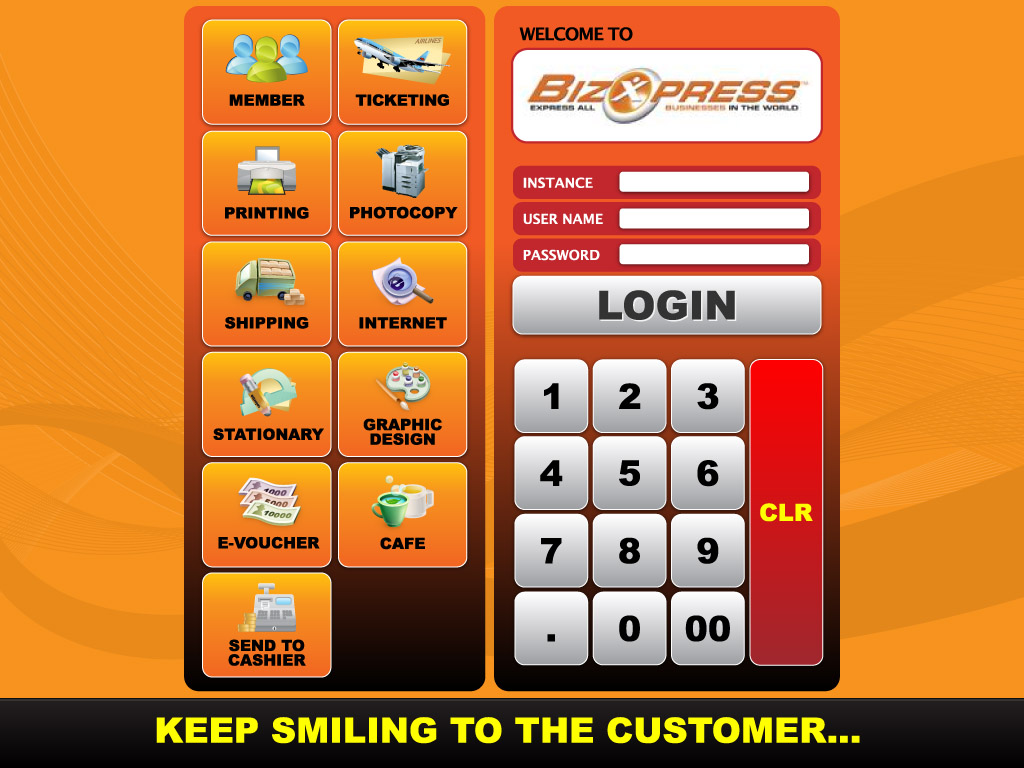 MEMBER
TICKETING
AIRLINES
PRINTING
PHOTOCOPY
SHIPPING
INTERNET
STATIONARY
GRAPHIC
DESIGN
1000
5000
10000
E-VOUCHER
CAFE
SEND TO
CASHIER
WELCOME TO
BIZXPRESS
EXPRESS ALL BUSINESSES IN THE WORLD
INSTANCE
USER NAME
PASSWORD
LOGIN
1 2 3
4 5 6
CLR
7 8 9
. 0 00
KEEP SMILING TO THE CUSTOMER...